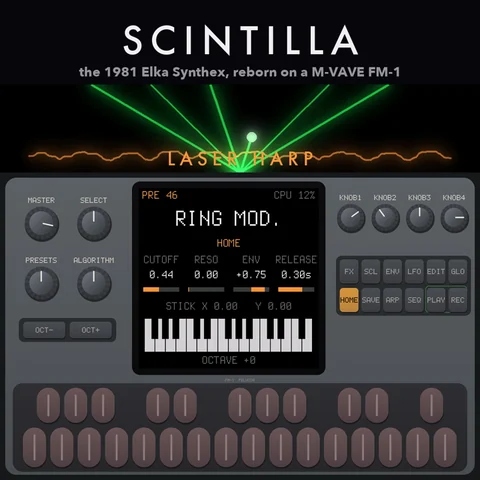 SCINTILLA
the 1981 Elka Synthex, reborn on a M-VAVE FM-1
LASER HARP
MASTER SELECT
PRESETS ALGORITHM
OCT- OCT+
PRE 46 CPU 12%
RING MOD.
HOME
CUTOFF RESO ENV RELEASE
0.44 0.00 +0.75 0.30s
STICK X 0.00 Y 0.00
OCTAVE +0
KNOB1 KNOB2 KNOB3 KNOB4
FX SCL ENV LFO EDIT GLO
HOME SAVE ARP SEQ PLAY REC